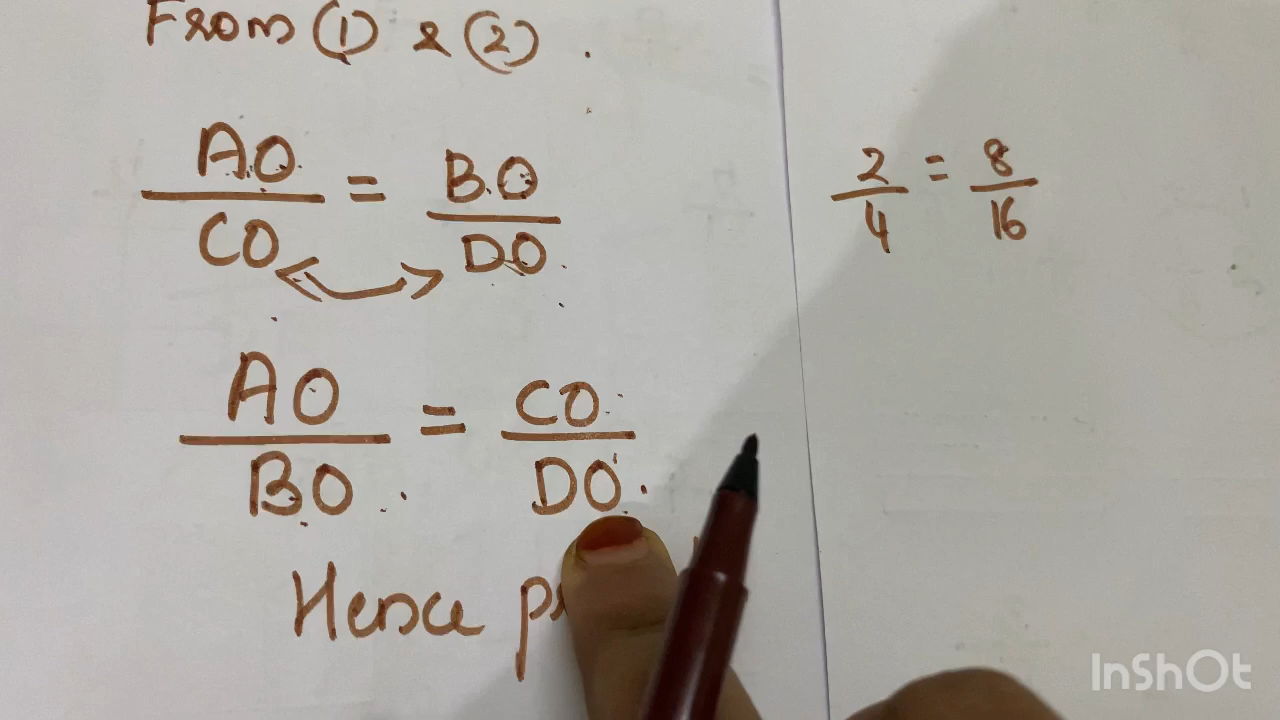 From (1) & (2).
AO/CO = BO/DO
AO/BO = CO/DO.
Hence
2/4 = 8/16
InShOt